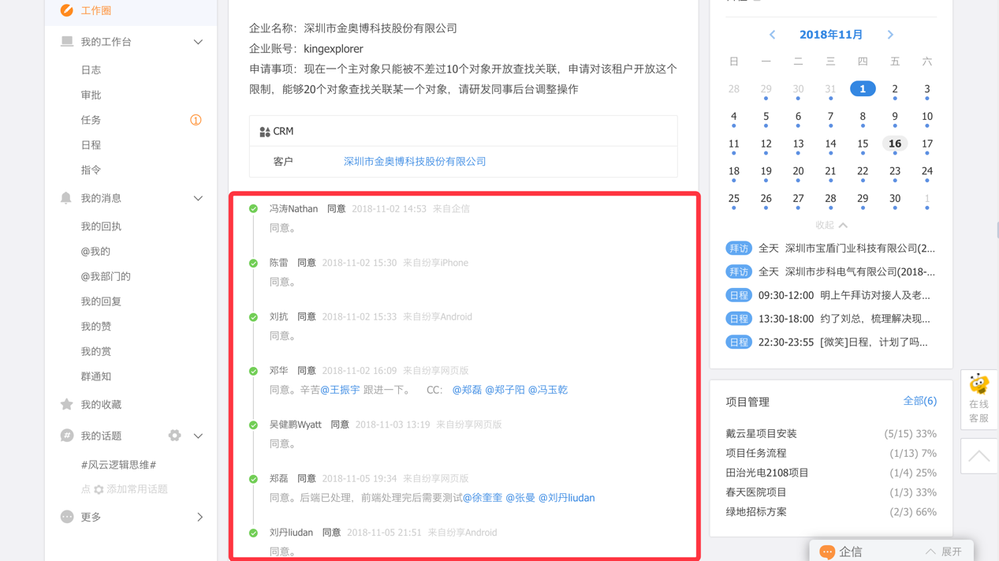 工作圈
我的工作台
日志
审批
任务
1
日程
指令
我的消息
我的回执
@我的
@我部门的
我的回复
我的赞
我的赏
群通知
我的收藏
我的话题
#风云逻辑思维#
点 添加常用话题
更多
企业名称：深圳市金奥博科技股份有限公司
企业账号：kingexplorer
申请事项：现在一个主对象只能被不差过10个对象开放查找关联，申请对该租户开放这个
限制，能够20个对象查找关联某一个对象，请研发同事后台调整操作
CRM
客户 深圳市金奥博科技股份有限公司
冯涛Nathan 同意 2018-11-02 14:53 来自企信
同意。
陈雷 同意 2018-11-02 15:30 来自纷享iPhone
同意。
刘抗 同意 2018-11-02 15:33 来自纷享Android
同意。
邓华 同意 2018-11-02 16:09 来自纷享网页版
同意。辛苦@王振宇 跟进一下。 CC： @郑磊 @郑子阳 @冯玉乾
吴健鹏Wyatt 同意 2018-11-03 13:19 来自纷享网页版
同意。
郑磊 同意 2018-11-05 19:34 来自纷享网页版
同意。后端已处理，前端处理完后需要测试@徐奎奎 @张曼 @刘丹liudan
刘丹liudan 同意 2018-11-05 21:51 来自纷享Android
同意。
2018年11月
日 一 二 三 四 五 六
28 29 30 31 1 2 3
4 5 6 7 8 9 10
11 12 13 14 15 16 17
18 19 20 21 22 23 24
25 26 27 28 29 30 1
收起
拜访 全天 深圳市宝盾门业科技有限公司(2...
拜访 全天 深圳市步科电气有限公司(2018-...
日程 09:30-12:00 明上午拜访对接人及老...
日程 13:30-18:00 约了刘总，梳理解决现...
日程 22:30-23:55 [微笑]日程，计划了吗...
项目管理 全部(6)
戴云星项目安装 (5/15) 33%
项目任务流程 (1/13) 7%
田治光电2108项目 (1/4) 25%
春天医院项目 (1/3) 33%
绿地招标方案 (2/3) 66%
在线
客服
企信 展开